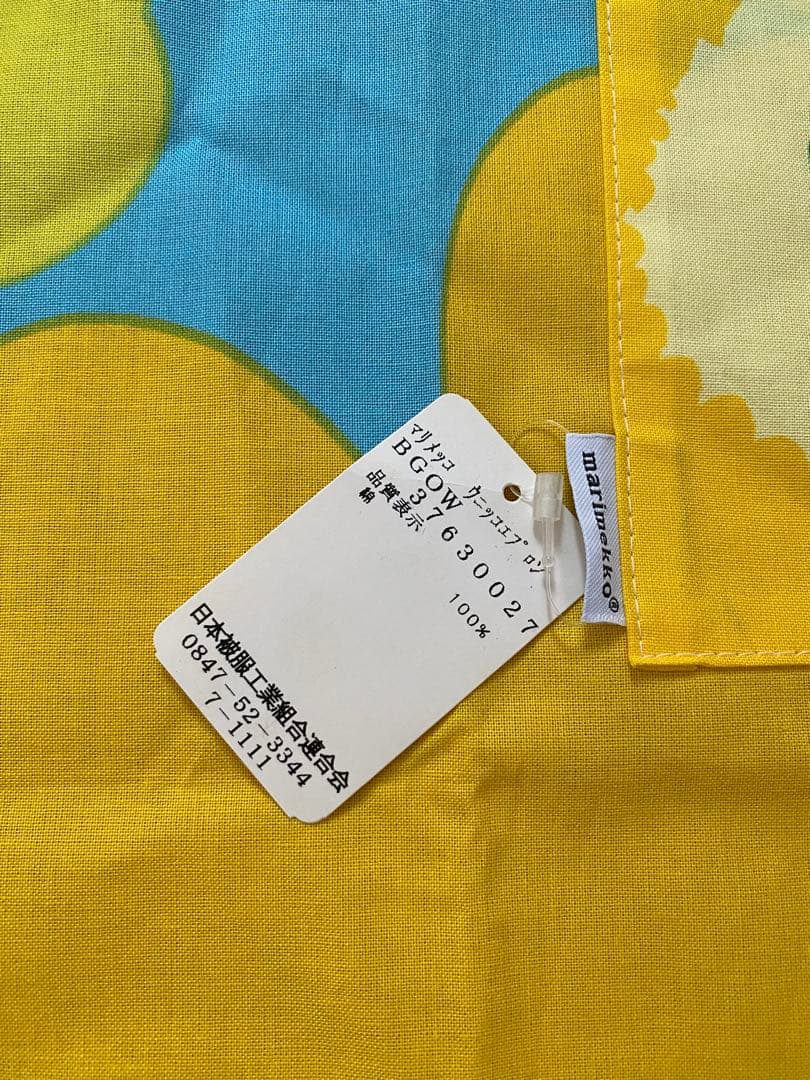 マリメッコ　ウニッコエプロン
BGOW 37630027
品質表示
綿　100%
日本被服工業組合連合会
0847-52-3344
7-1111
marimekko®